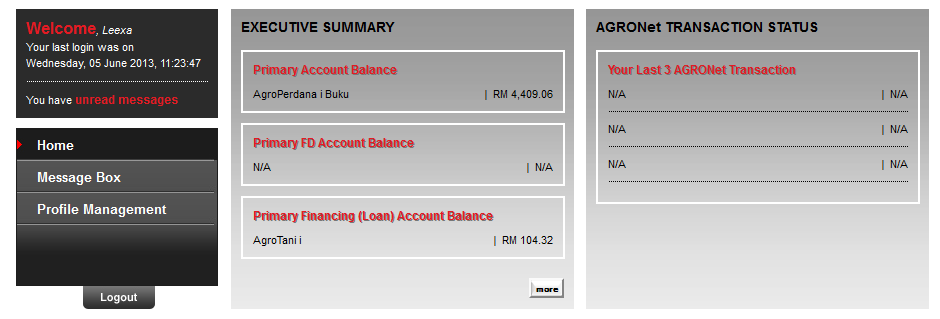 Welcome, Leexa
Your last login was on
Wednesday, 05 June 2013, 11:23:47
You have unread messages
Home
Message Box
Profile Management
Logout
EXECUTIVE SUMMARY
Primary Account Balance
AgroPerdana i Buku | RM 4,409.06
Primary FD Account Balance
N/A | N/A
Primary Financing (Loan) Account Balance
AgroTani i | RM 104.32
more
AGRONet TRANSACTION STATUS
Your Last 3 AGRONet Transaction
N/A | N/A
N/A | N/A
N/A | N/A